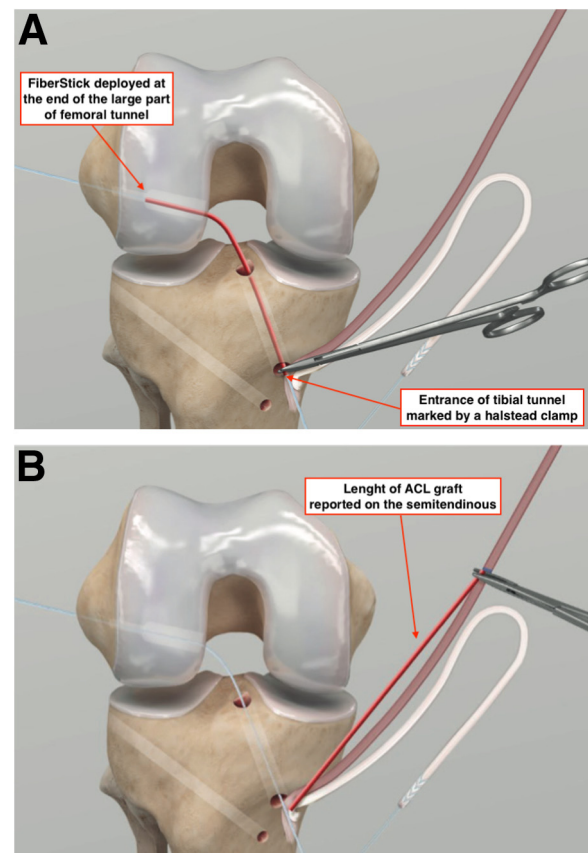 A
FiberStick deployed at
the end of the large part
of femoral tunnel
Entrance of tibial tunnel
marked by a halstead clamp
B
Lenght of ACL graft
reported on the semitendinous